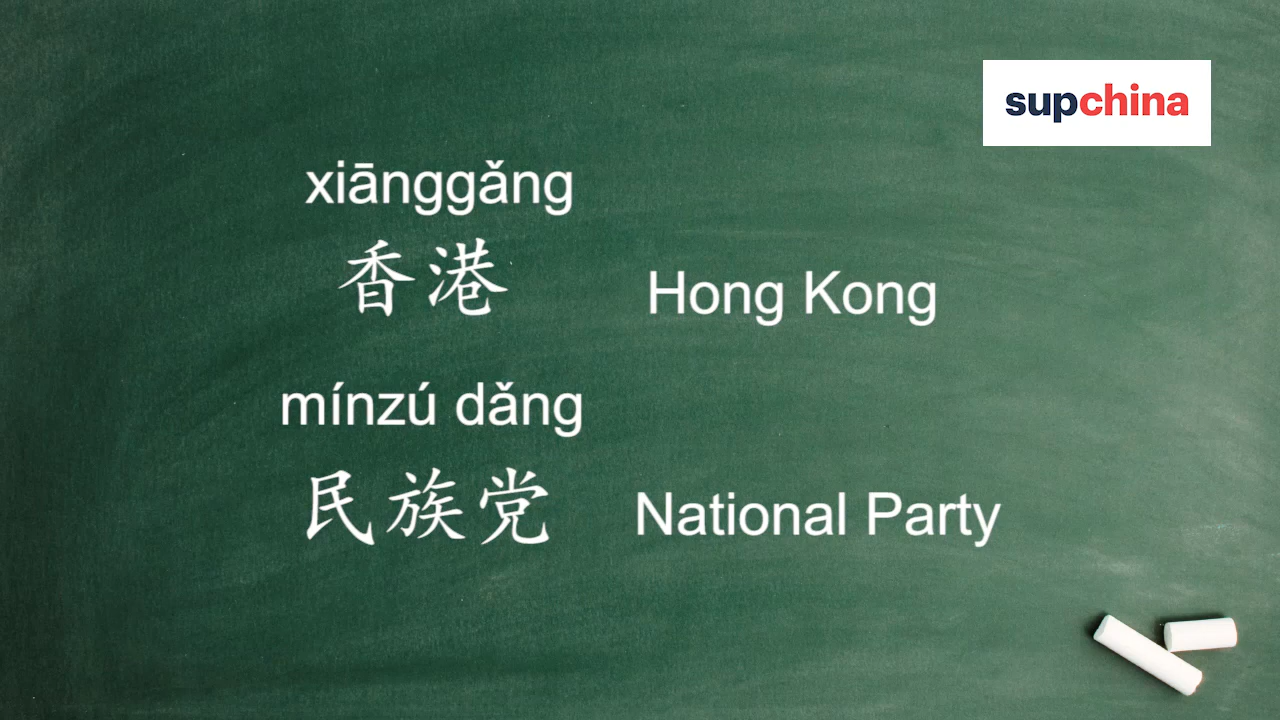 supchina
xiānggǎng
香港 Hong Kong
mínzú dǎng
民族党 National Party